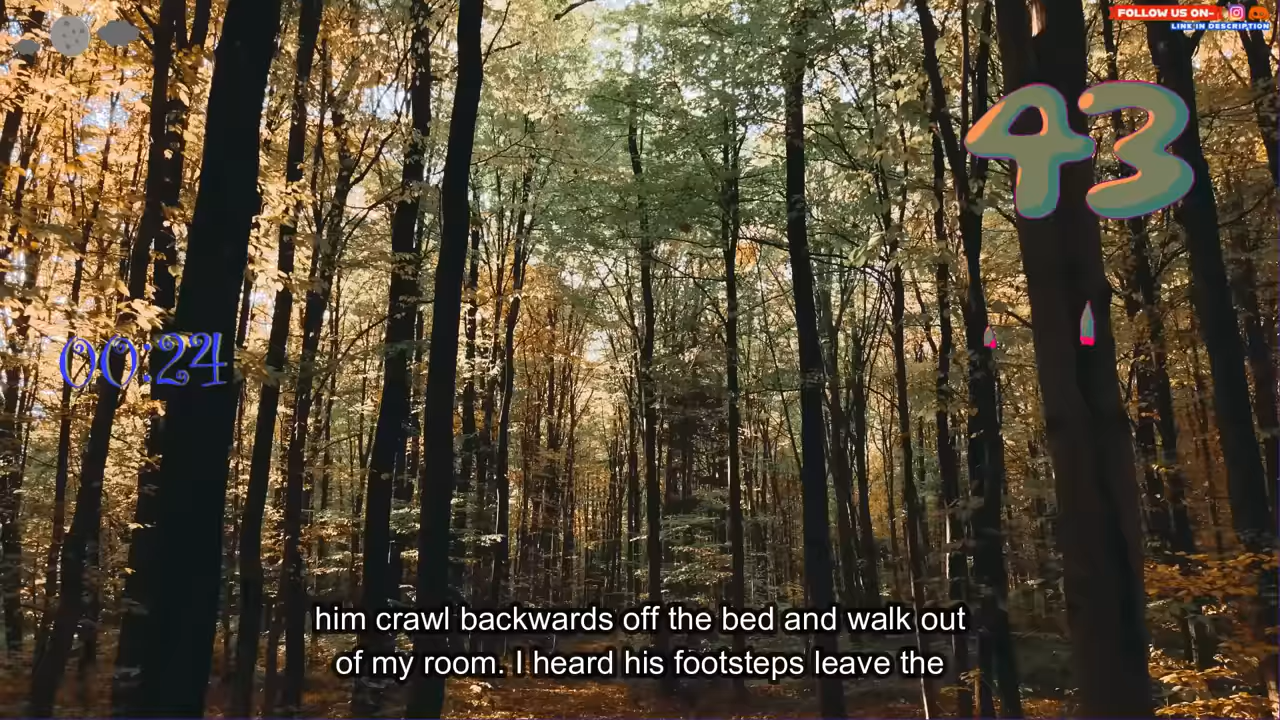 FOLLOW US ON-
LINK IN DESCRIPTION
43
00:24
him crawl backwards off the bed and walk out
of my room. I heard his footsteps leave the